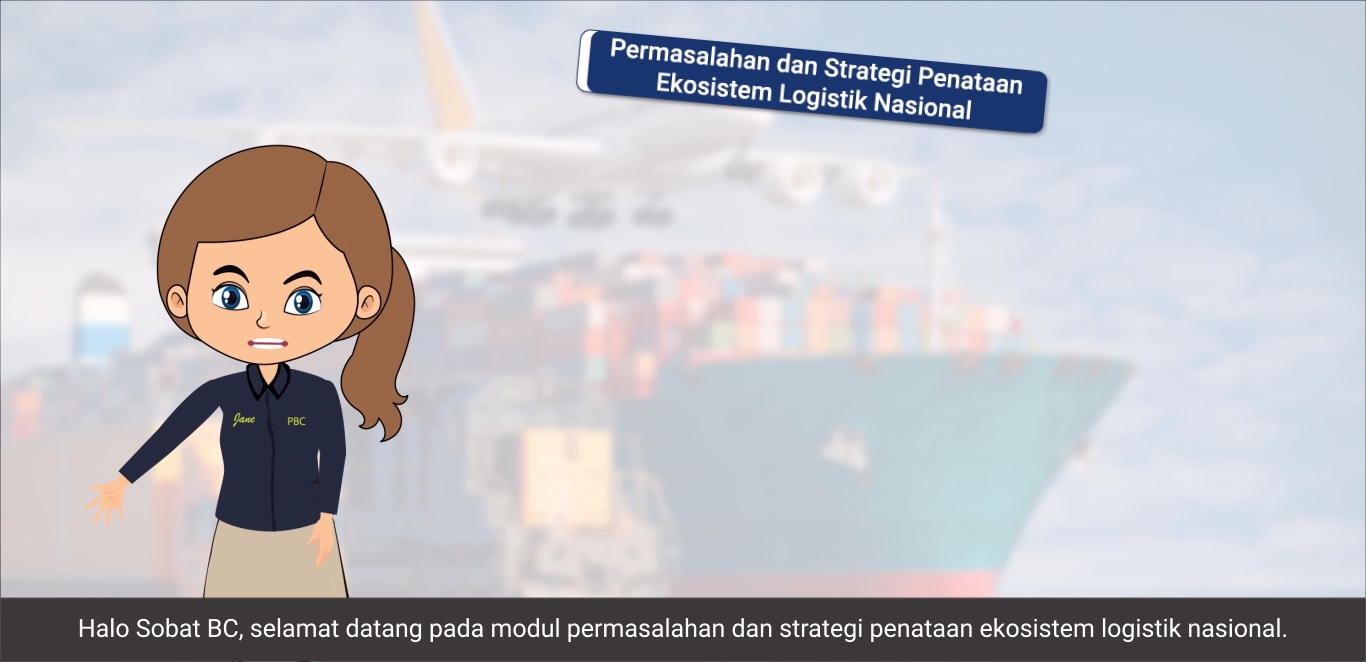 Permasalahan dan Strategi Penataan
Ekosistem Logistik Nasional
Jane
PBC
Halo Sobat BC, selamat datang pada modul permasalahan dan strategi penataan ekosistem logistik nasional.